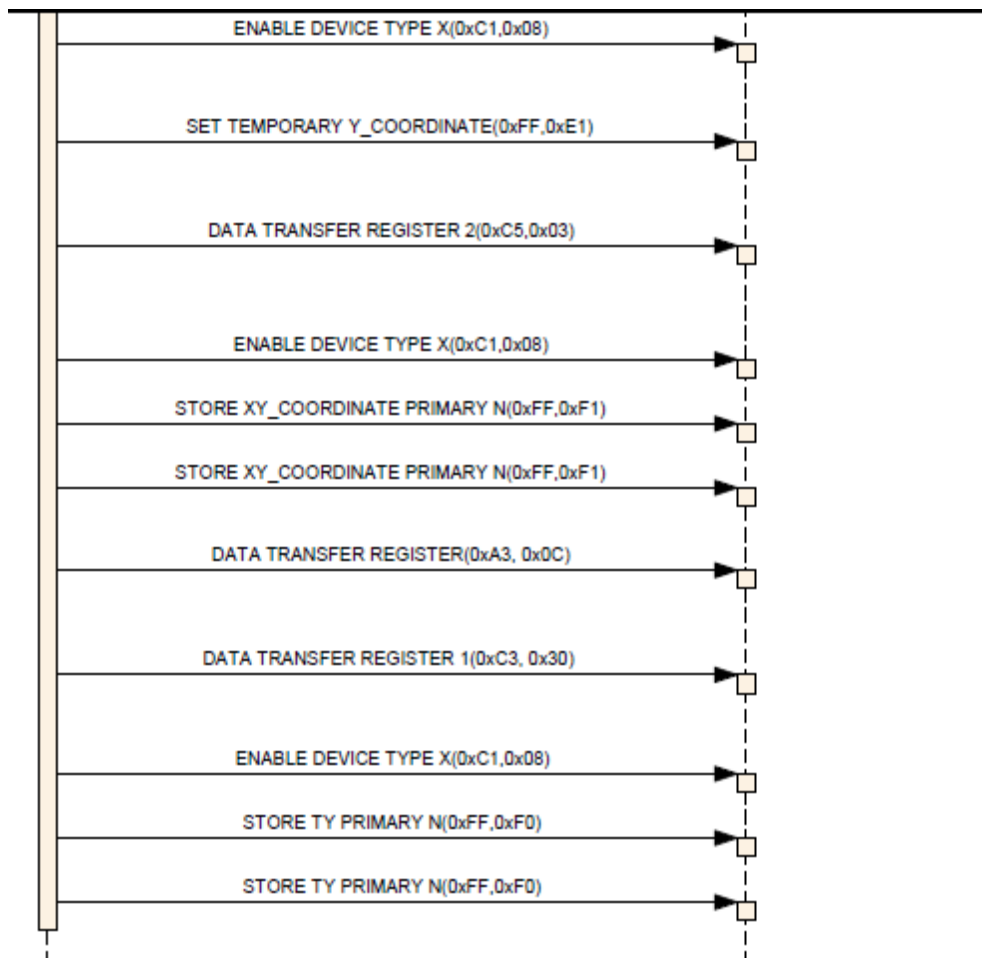 ENABLE DEVICE TYPE X(0xC1,0x08)
SET TEMPORARY Y_COORDINATE(0xFF,0xE1)
DATA TRANSFER REGISTER 2(0xC5,0x03)
ENABLE DEVICE TYPE X(0xC1,0x08)
STORE XY_COORDINATE PRIMARY N(0xFF,0xF1)
STORE XY_COORDINATE PRIMARY N(0xFF,0xF1)
DATA TRANSFER REGISTER(0xA3, 0x0C)
DATA TRANSFER REGISTER 1(0xC3, 0x30)
ENABLE DEVICE TYPE X(0xC1,0x08)
STORE TY PRIMARY N(0xFF,0xF0)
STORE TY PRIMARY N(0xFF,0xF0)